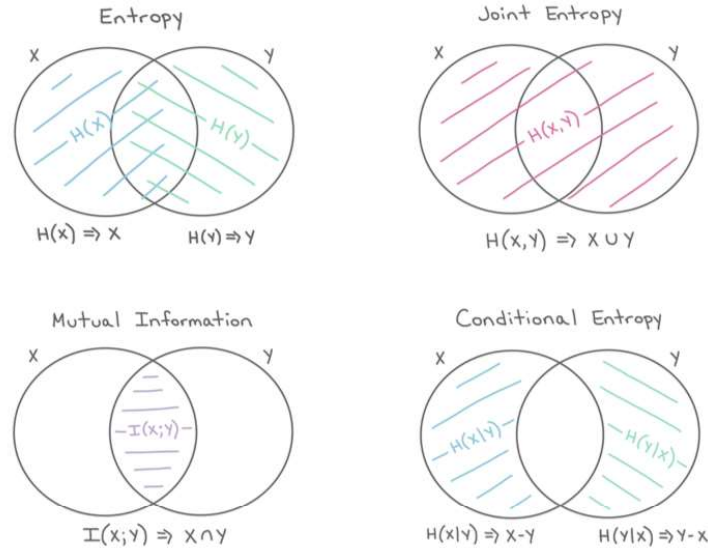 Entropy
X Y
H(X) H(Y)
H(X) ⇒ X H(Y) ⇒ Y
Joint Entropy
X Y
H(X,Y)
H(X,Y) ⇒ X ∪ Y
Mutual Information
X Y
I(X;Y)
I(X;Y) ⇒ X ∩ Y
Conditional Entropy
X Y
H(X|Y) H(Y|X)
H(X|Y) ⇒ X-Y H(Y|X) ⇒ Y-X